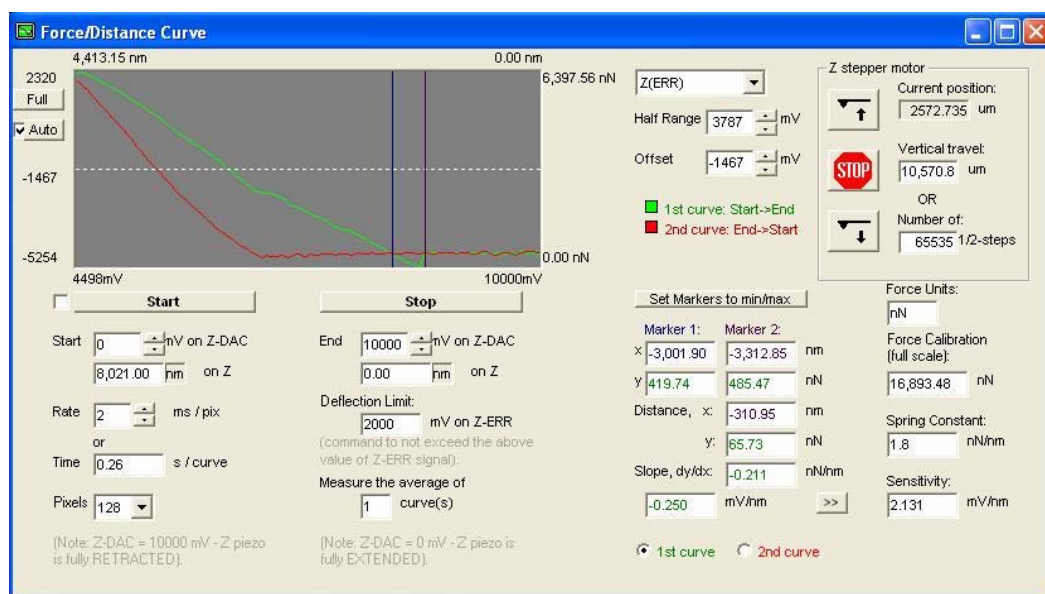 Force/Distance Curve
4,413.15 nm
0.00 nm
2320
6,397.56 nN
Full
Auto
-1467
-5254
0.00 nN
4498mV
10000mV
Start
Stop
Start 0 mV on Z-DAC
8,021.00 nm on Z
Rate 2 ms / pix
or
Time 0.26 s / curve
Pixels 128
(Note: Z-DAC = 10000 mV - Z piezo
is fully RETRACTED).
End 10000 mV on Z-DAC
0.00 nm on Z
Deflection Limit:
2000 mV on Z-ERR
(command to not exceed the above
value of Z-ERR signal).
Measure the average of
1 curve(s)
(Note: Z-DAC = 0 mV - Z piezo is
fully EXTENDED).
Z(ERR)
Half Range 3787 mV
Offset -1467 mV
1st curve: Start->End
2nd curve: End->Start
Z stepper motor
Current position:
2572.735 um
Vertical travel:
STOP
10,570.8 um
OR
Number of:
65535 1/2-steps
Set Markers to min/max
Marker 1: Marker 2:
x -3,001.90 -3,312.85 nm
y 419.74 485.47 nN
Distance, x: -310.95 nm
y: 65.73 nN
Slope, dy/dx: -0.211 nN/nm
-0.250 mV/nm >>
1st curve 2nd curve
Force Units:
nN
Force Calibration
(full scale):
16,893.48 nN
Spring Constant:
1.8 nN/nm
Sensitivity:
2.131 mV/nm